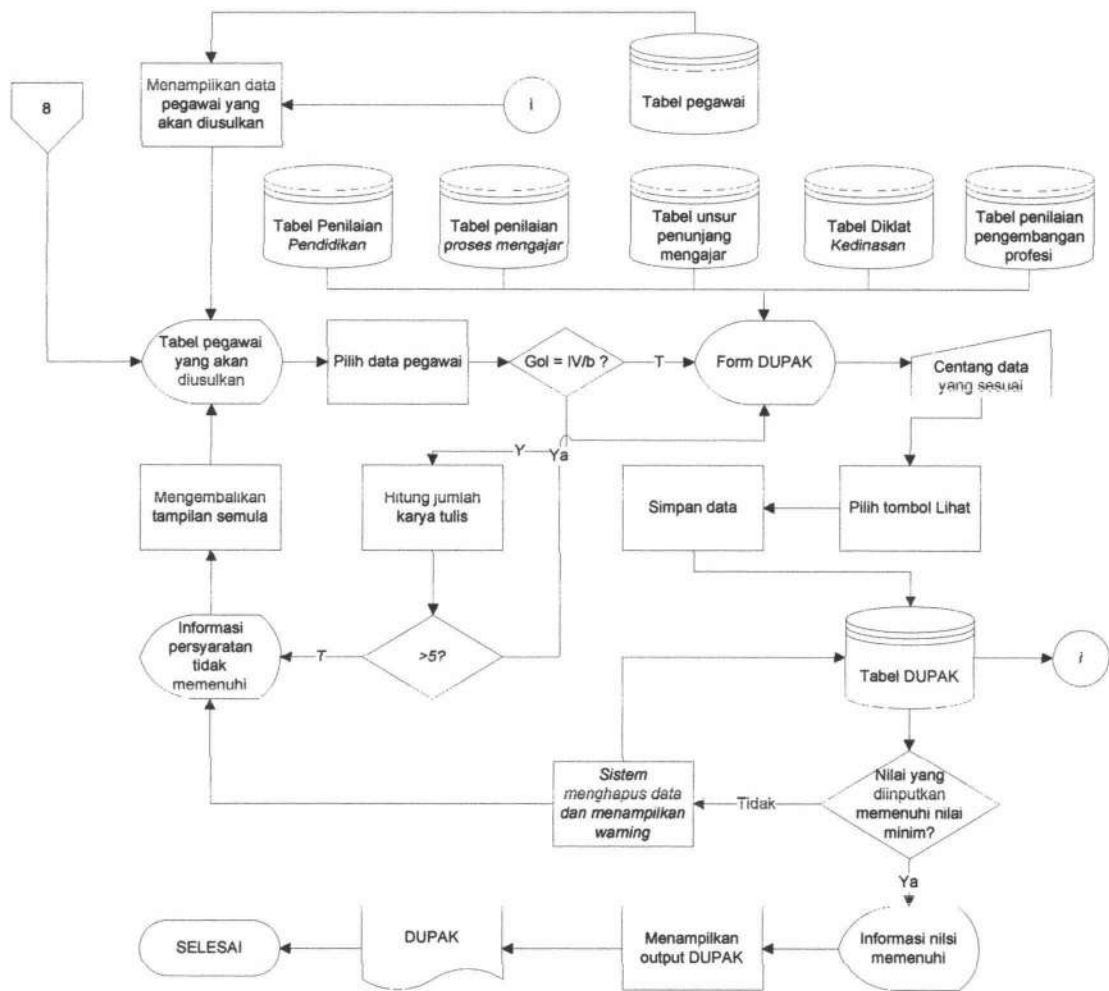 8
Menampilkan data
pegawai yang
akan diusulkan
i
Tabel pegawai
Tabel Penilaian
Pendidikan
Tabel penilaian
proses mengajar
Tabel unsur
penunjang
mengajar
Tabel Diklat
Kedinasan
Tabel penilaian
pengembangan
profesi
Tabel pegawai
yang akan
diusulkan
Pilih data pegawai
Gol = IV/b ?
T
Form DUPAK
Centang data
yang sesuai
Y
Ya
Mengembalikan
tampilan semula
Hitung jumlah
karya tulis
Simpan data
Pilih tombol Lihat
Informasi
persyaratan
tidak
memenuhi
T
>5?
Tabel DUPAK
i
Sistem
menghapus data
dan menampilkan
warning
Tidak
Nilai yang
diinputkan
memenuhi nilai
minim?
Ya
SELESAI
DUPAK
Menampilkan
output DUPAK
Informasi nilsi
memenuhi